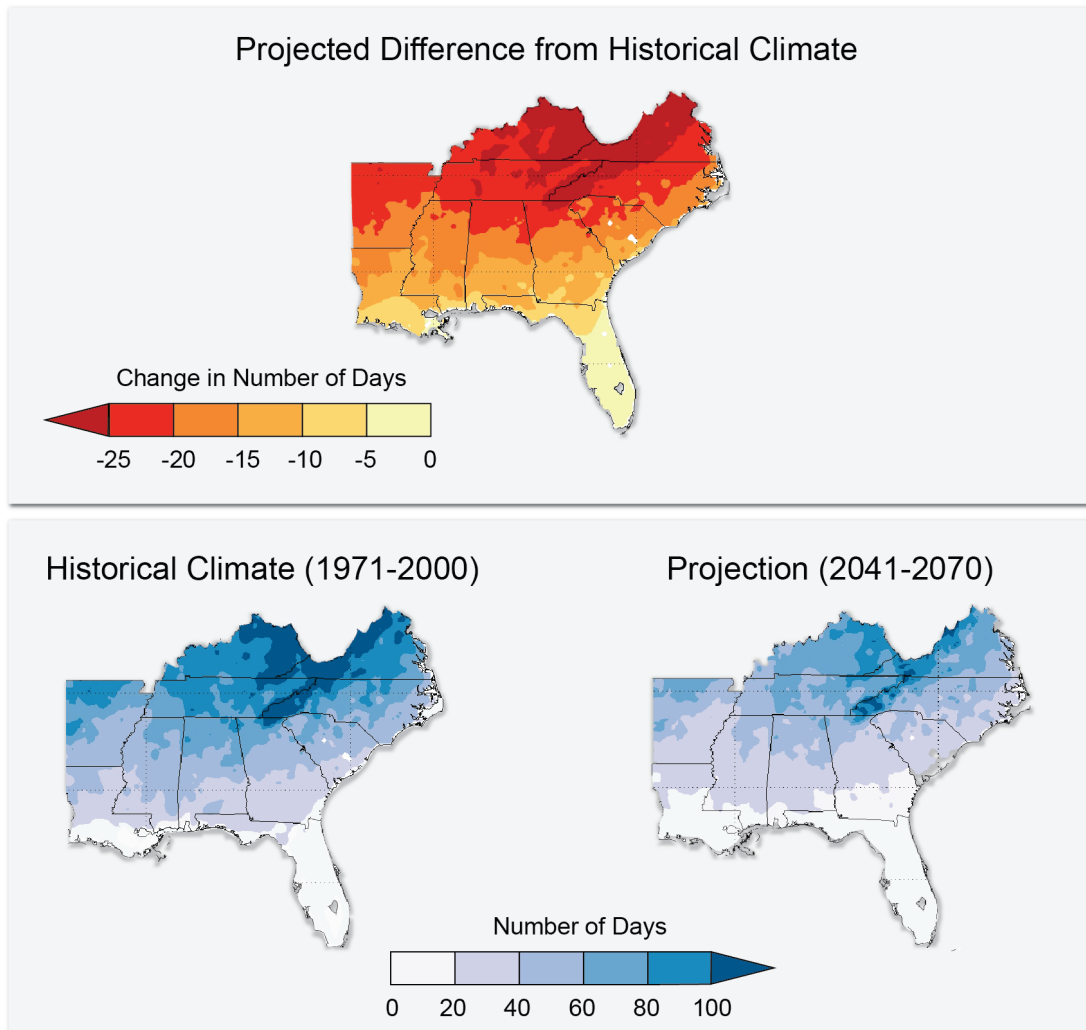 Projected Difference from Historical Climate
Change in Number of Days
-25 -20 -15 -10 -5 0
Historical Climate (1971-2000)
Projection (2041-2070)
Number of Days
0 20 40 60 80 100